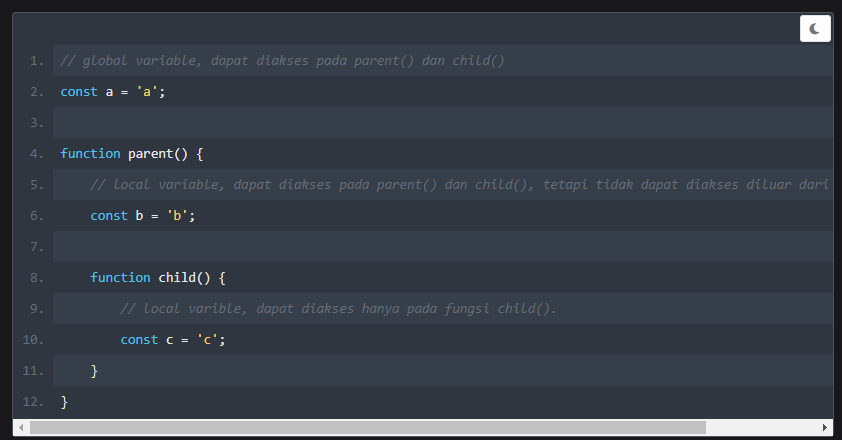 1. // global variable, dapat diakses pada parent() dan child()
2. const a = 'a';
3.
4. function parent() {
5. // local variable, dapat diakses pada parent() dan child(), tetapi tidak dapat diakses diluar dari
6. const b = 'b';
7.
8. function child() {
9. // local varible, dapat diakses hanya pada fungsi child().
10. const c = 'c';
11. }
12. }